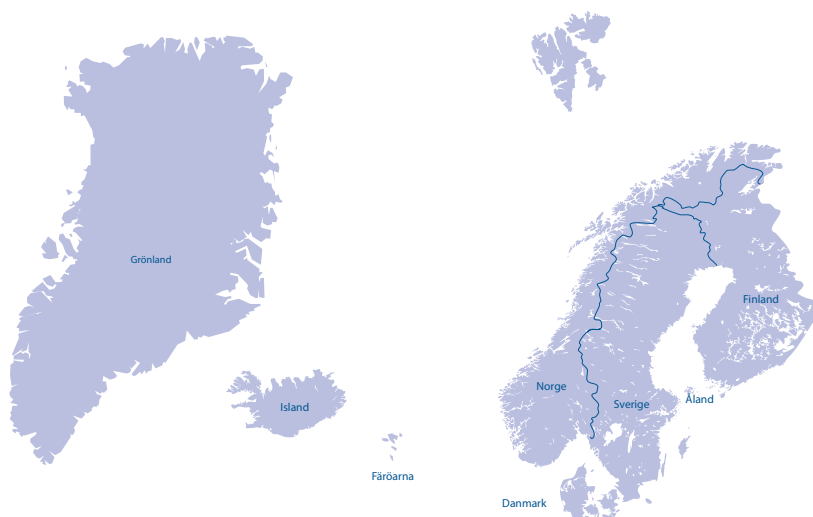 Grönland
Finland
Norge
Åland
Sverige
Island
Färöarna
Danmark